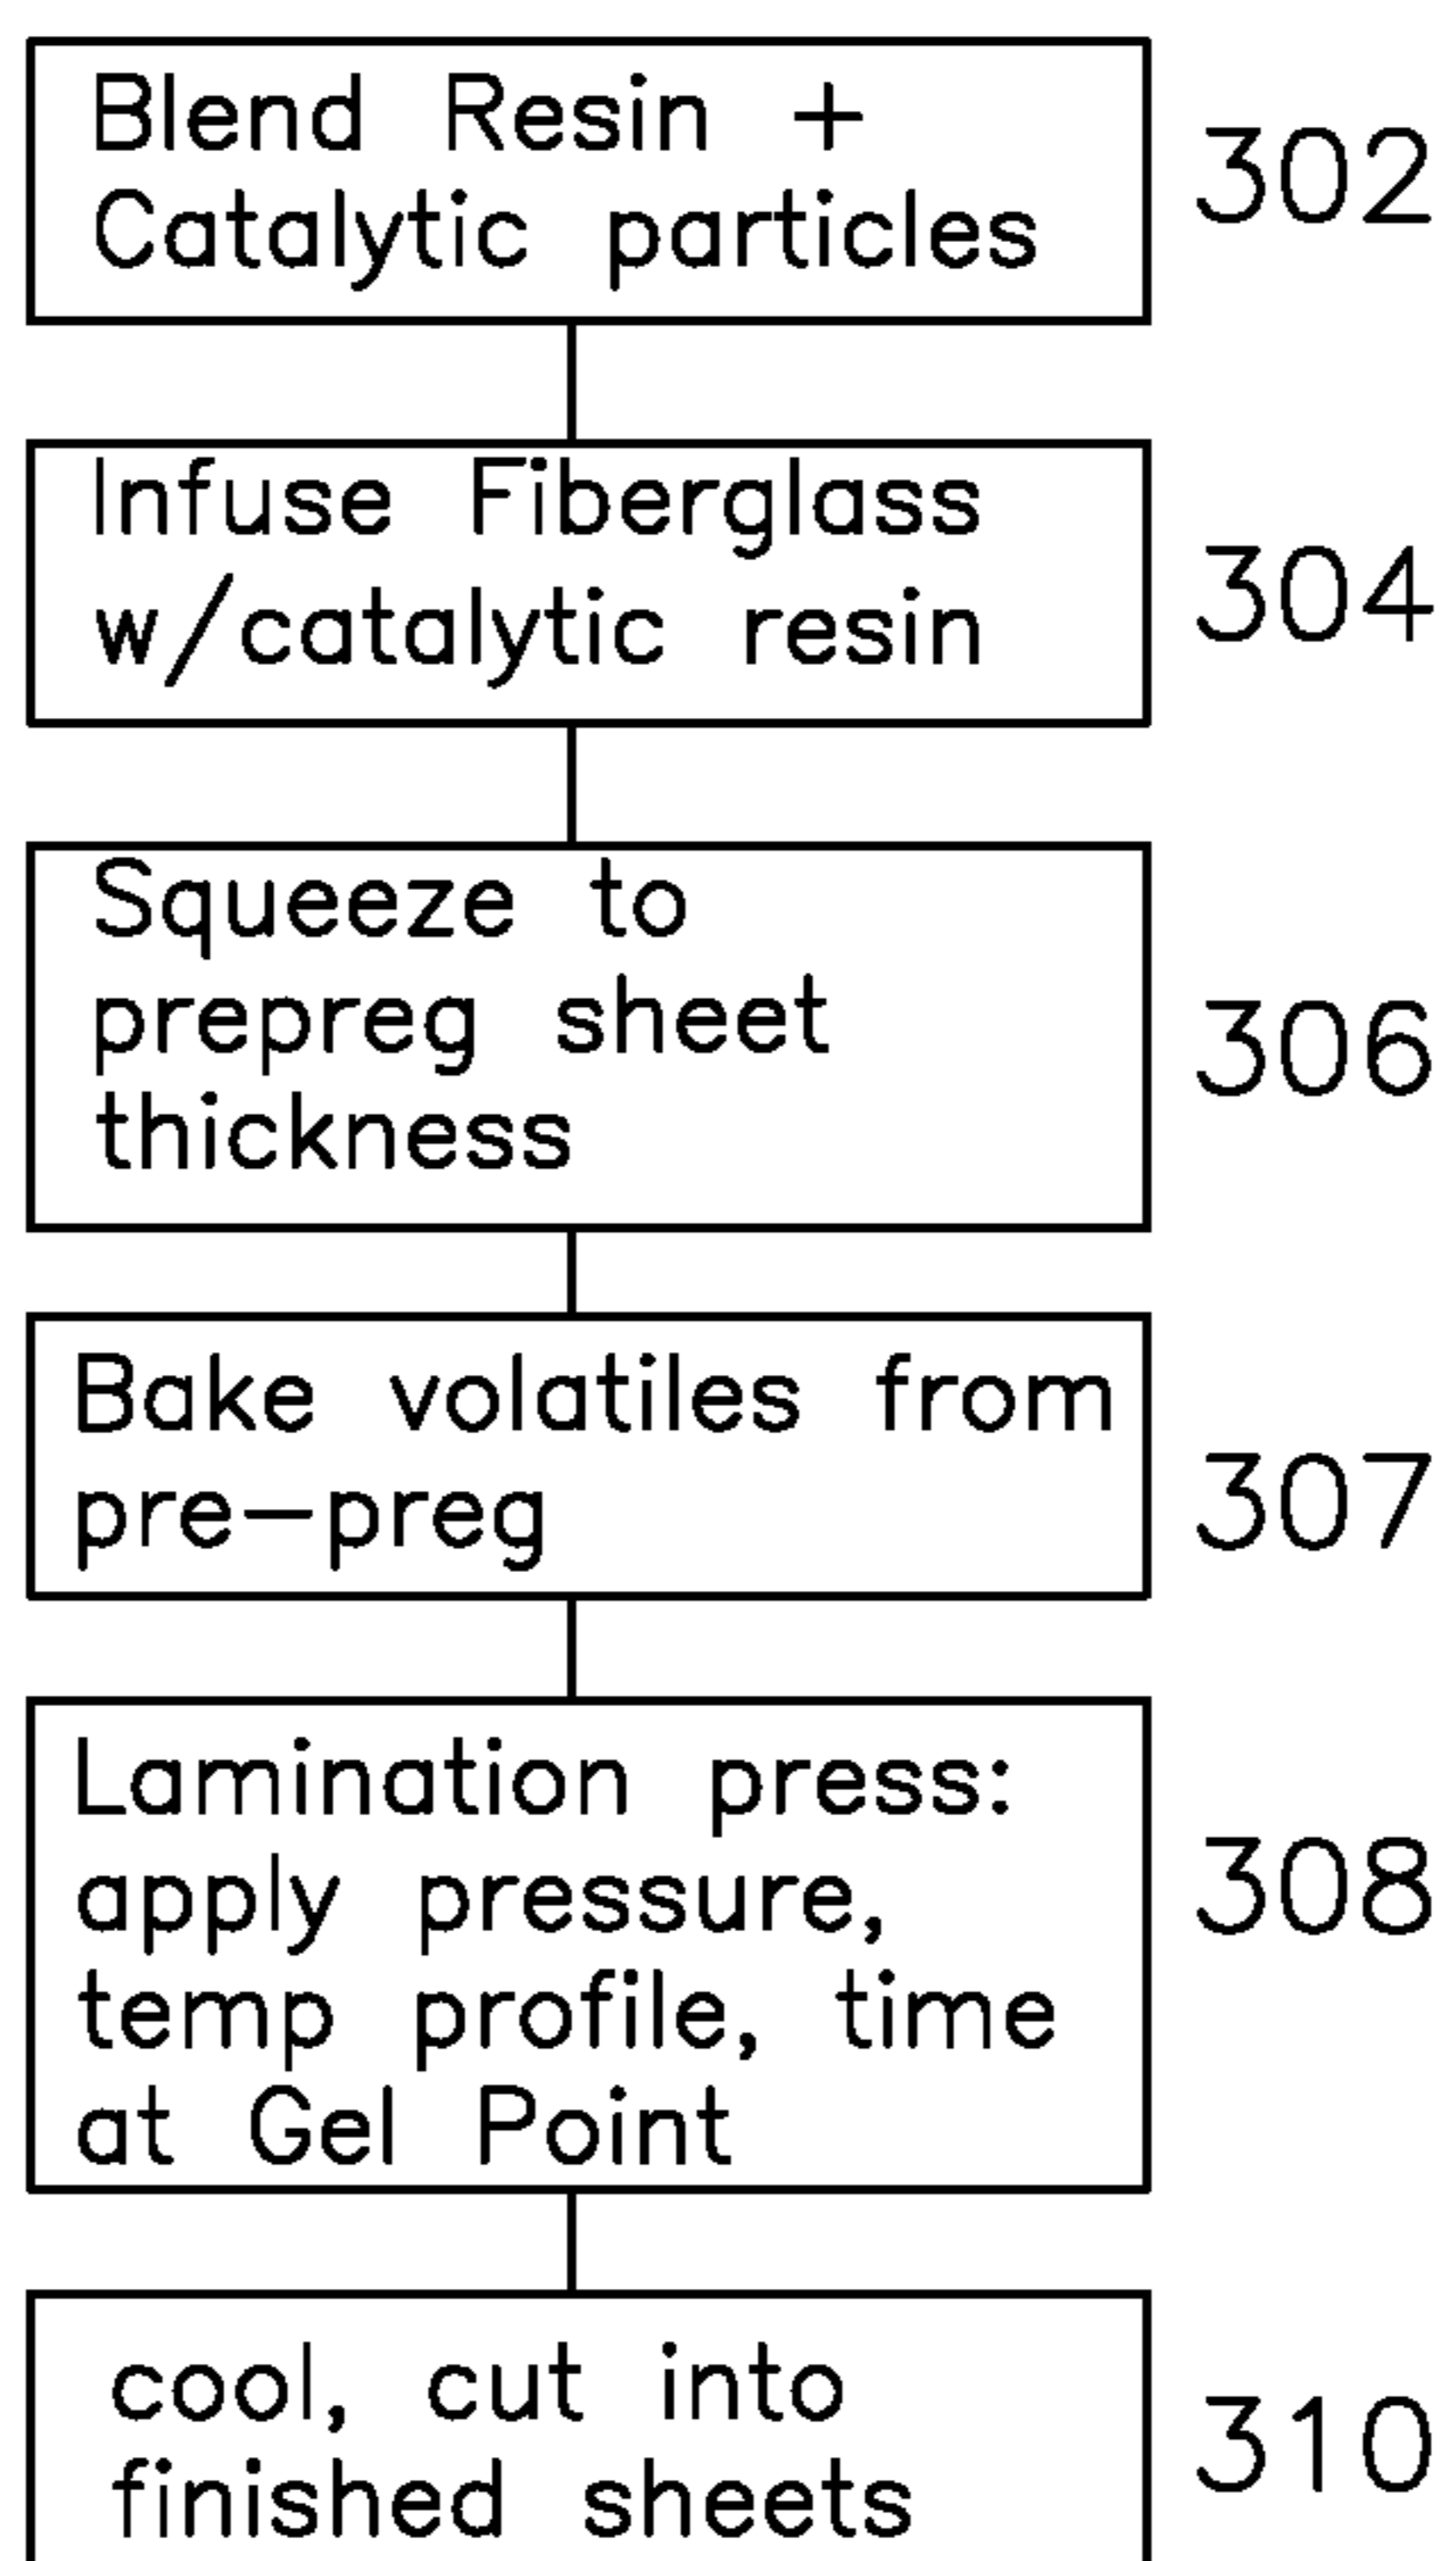 Blend Resin +
Catalytic particles
302
Infuse Fiberglass
w/catalytic resin
304
Squeeze to
prepreg sheet
thickness
306
Bake volatiles from
pre-preg
307
Lamination press:
apply pressure,
temp profile, time
at Gel Point
308
cool, cut into
finished sheets
310